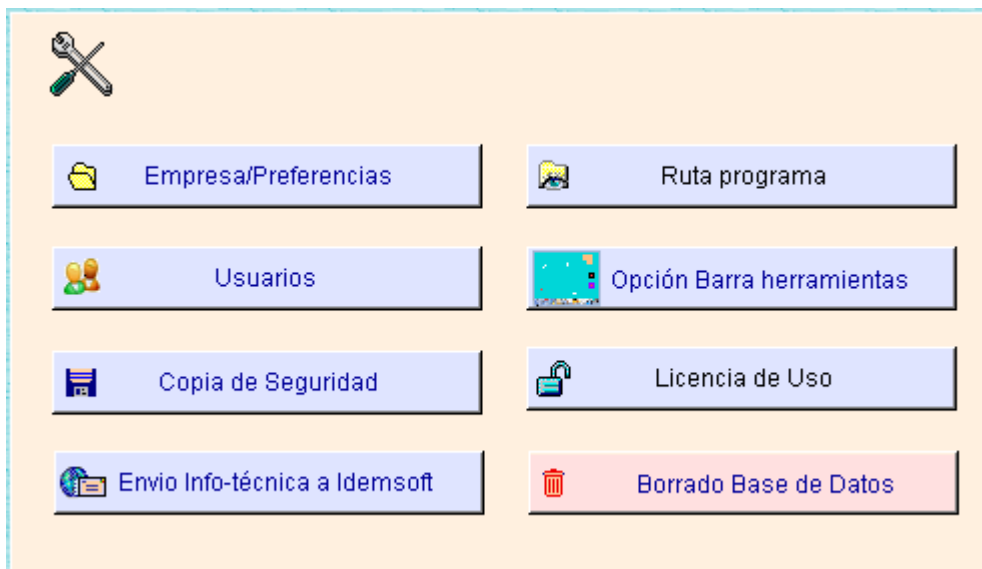 Empresa/Preferencias
Ruta programa
Usuarios
Opción Barra herramientas
Copia de Seguridad
Licencia de Uso
Envio Info-técnica a Idemsoft
Borrado Base de Datos